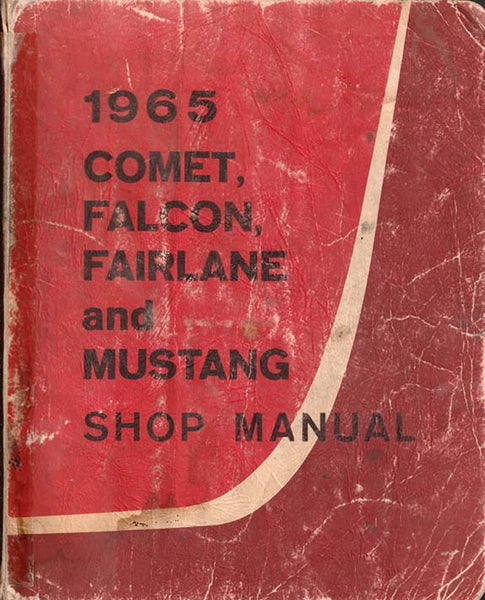 1965
COMET,
FALCON,
FAIRLANE
and
MUSTANG
SHOP MANUAL